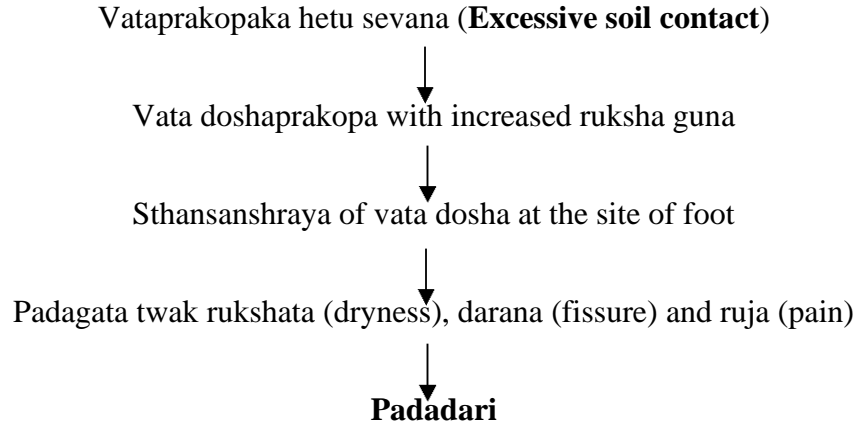 Vataprakopaka hetu sevana (Excessive soil contact)
Vata doshaprakopa with increased ruksha guna
Sthansanshraya of vata dosha at the site of foot
Padagata twak rukshata (dryness), darana (fissure) and ruja (pain)
Padadari